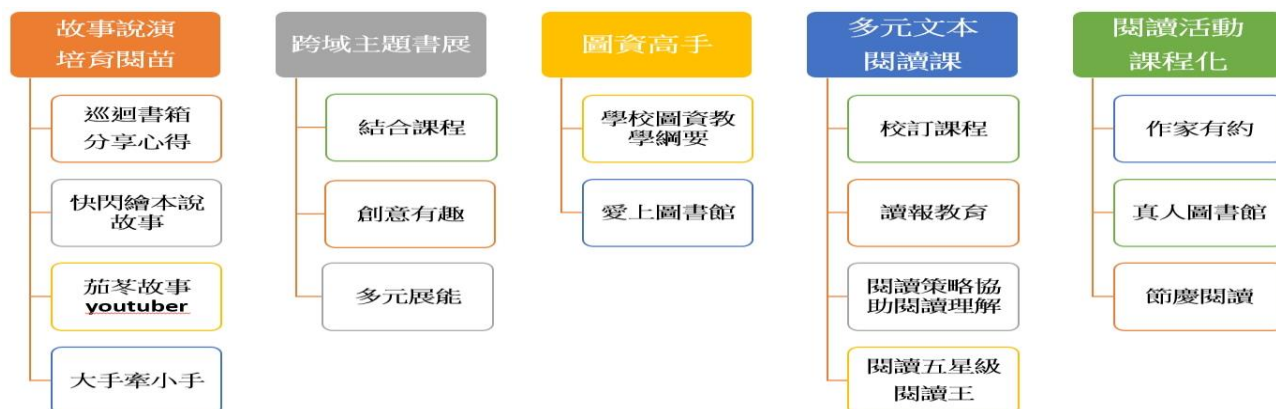 故事說演
培育閱苗
巡迴書箱
分享心得
快閃繪本說
故事
茄苳故事
youtuber
大手牽小手
跨域主題書展
結合課程
創意有趣
多元展能
圖資高手
學校圖資教
學綱要
愛上圖書館
多元文本
閱讀課
校訂課程
讀報教育
閱讀策略協
助閱讀理解
閱讀五星級
閱讀王
閱讀活動
課程化
作家有約
真人圖書館
節慶閱讀